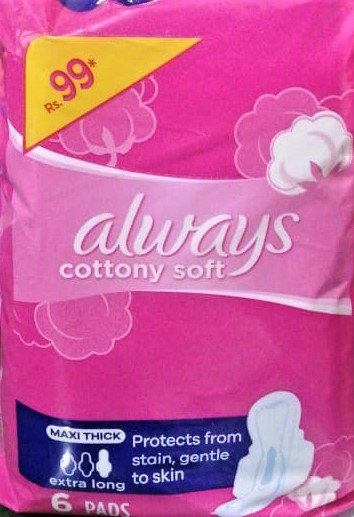 Rs. 99*
always
cottony soft
MAXI THICK
extra long
Protects from
stain, gentle
to skin
6 PADS